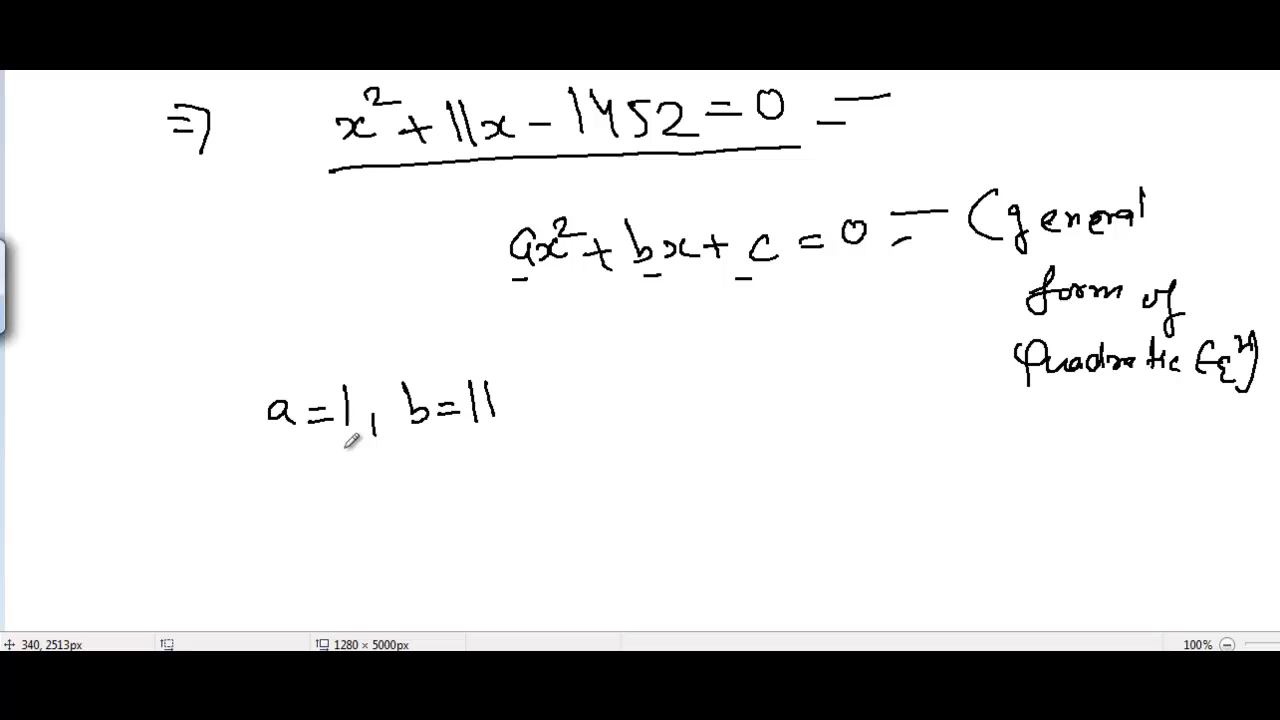 ⇒ x² + 11x - 1452 = 0 —
ax² + bx + c = 0 — (general
form of
Quadratic Eqⁿ)
a = 1, b = 11
340, 2513px 1280 × 5000px 100%